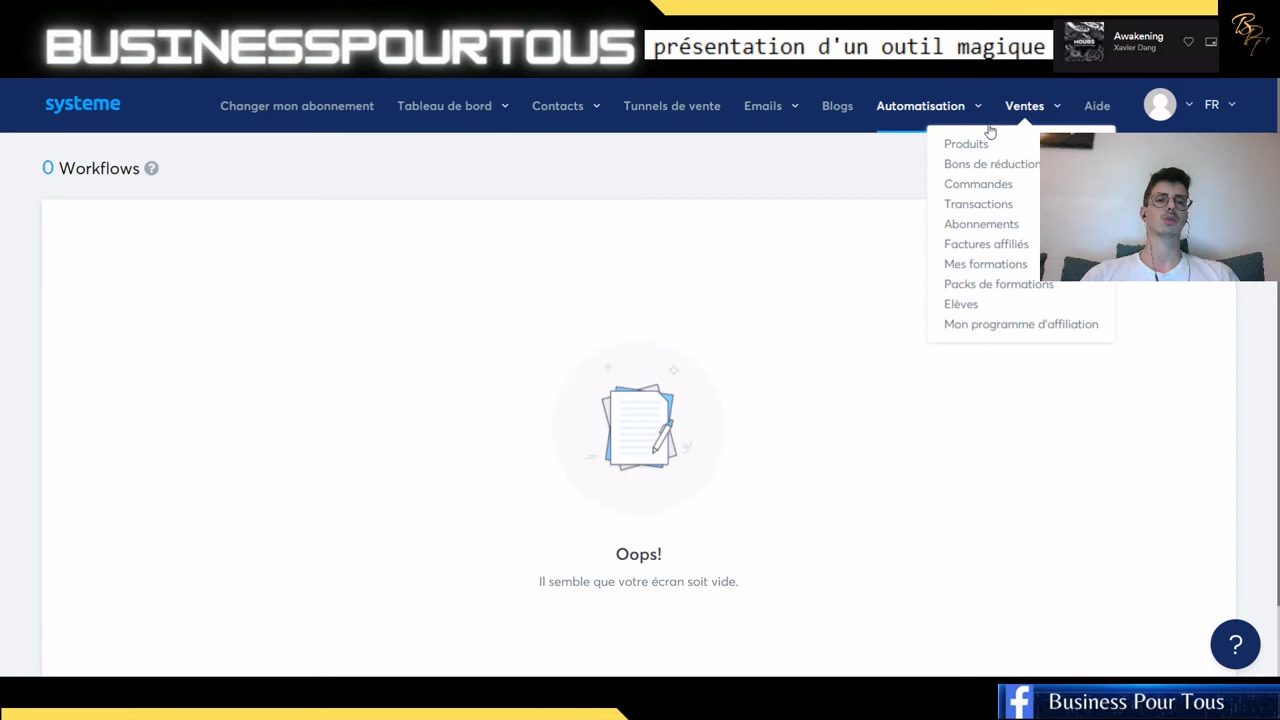 BUSINESSPOURTOUS
présentation d'un outil magique
HOURS
Awakening
Xavier Dang
systeme
Changer mon abonnement
Tableau de bord
Contacts
Tunnels de vente
Emails
Blogs
Automatisation
Ventes
Aide
FR
Produits
Bons de réduction
Commandes
Transactions
Abonnements
Factures affiliés
Mes formations
Packs de formations
Elèves
Mon programme d'affiliation
0 Workflows ?
Oops!
Il semble que votre écran soit vide.
?
f Business Pour Tous